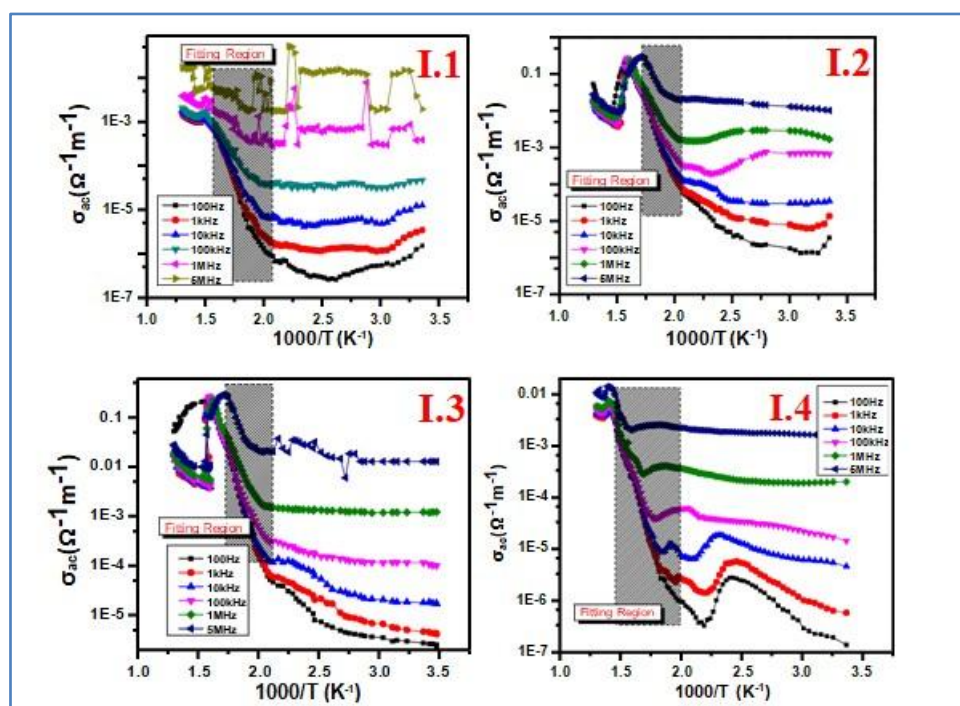 Fitting Region
I.1
σac(Ω-1m-1)
1E-3
1E-5
1E-7
100Hz
1kHz
10kHz
100kHz
1MHz
5MHz
1.0 1.5 2.0 2.5 3.0 3.5
1000/T (K-1)
I.2
σac(Ω-1m-1)
0.1
0.01
1E-3
1E-4
1E-5
1E-6
Fitting Region
100Hz
1kHz
10kHz
100kHz
1MHz
5MHz
1.0 1.5 2.0 2.5 3.0 3.5
1000/T (K-1)
I.3
σac(Ω-1m-1)
0.1
0.01
1E-3
1E-4
1E-5
Fitting Region
100Hz
1kHz
10kHz
100kHz
1MHz
5MHz
1.0 1.5 2.0 2.5 3.0 3.5
1000/T (K-1)
I.4
σac(Ω-1m-1)
0.01
1E-3
1E-4
1E-5
1E-6
1E-7
100Hz
1kHz
10kHz
100kHz
1MHz
5MHz
Fitting Region
1.0 1.5 2.0 2.5 3.0 3.5
1000/T (K-1)